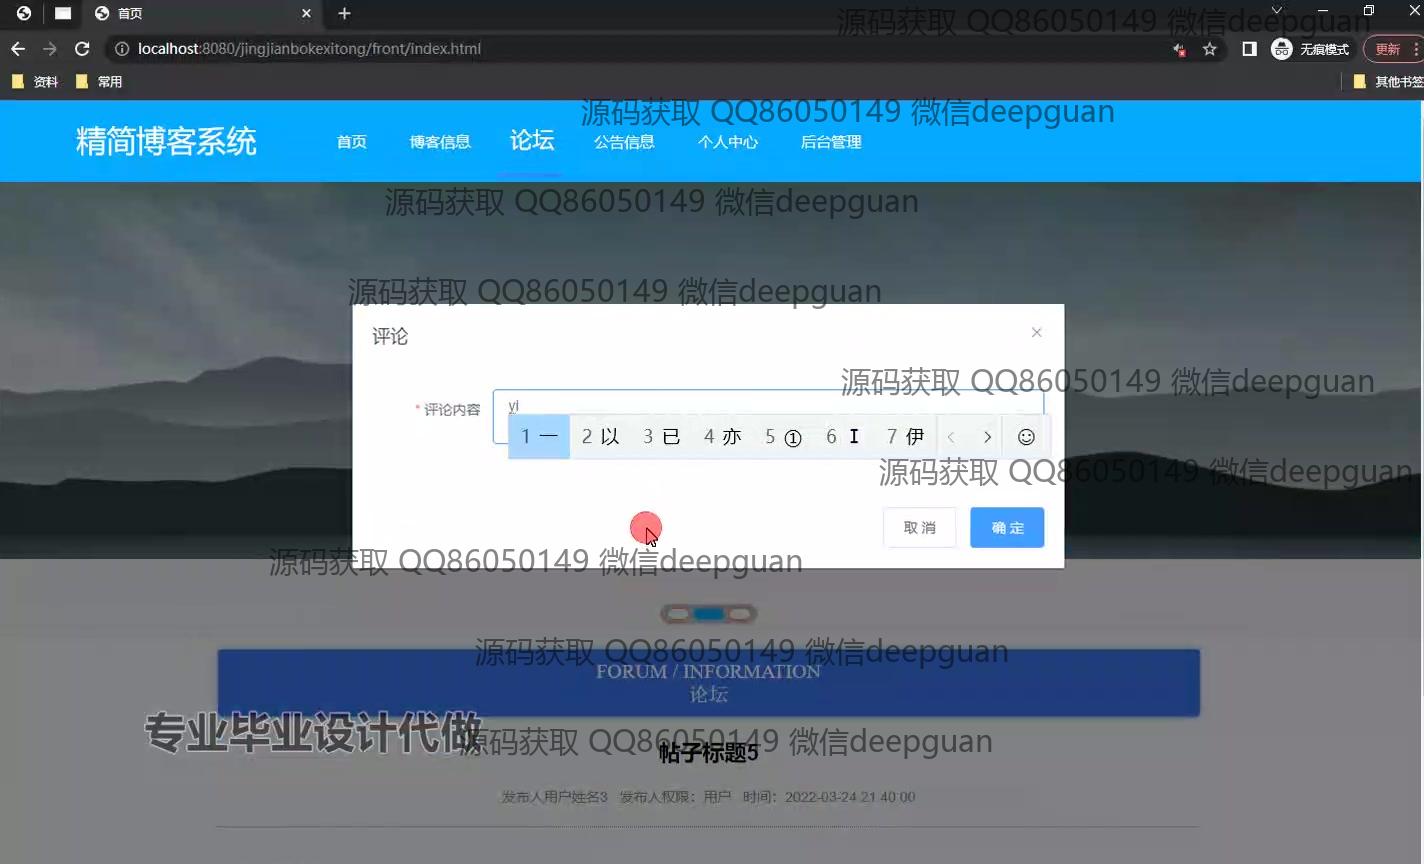 首页
源码获取 QQ86050149 微信deepguan
localhost:8080/jingjianbokexitong/front/index.html
无痕模式
更新
资料
常用
其他书签
源码获取 QQ86050149 微信deepguan
精简博客系统
首页
博客信息
论坛
公告信息
个人中心
后台管理
源码获取 QQ86050149 微信deepguan
源码获取 QQ86050149 微信deepguan
评论
源码获取 QQ86050149 微信deepguan
* 评论内容
yi
1 一 2 以 3 已 4 亦 5 ① 6 I 7 伊
源码获取 QQ86050149 微信deepguan
取消
确定
源码获取 QQ86050149 微信deepguan
源码获取 QQ86050149 微信deepguan
FORUM / INFORMATION
论坛
专业毕业设计代做
源码获取 QQ86050149 微信deepguan
帖子标题5
发布人用户姓名3 发布人权限：用户 时间：2022-03-24 21:40:00